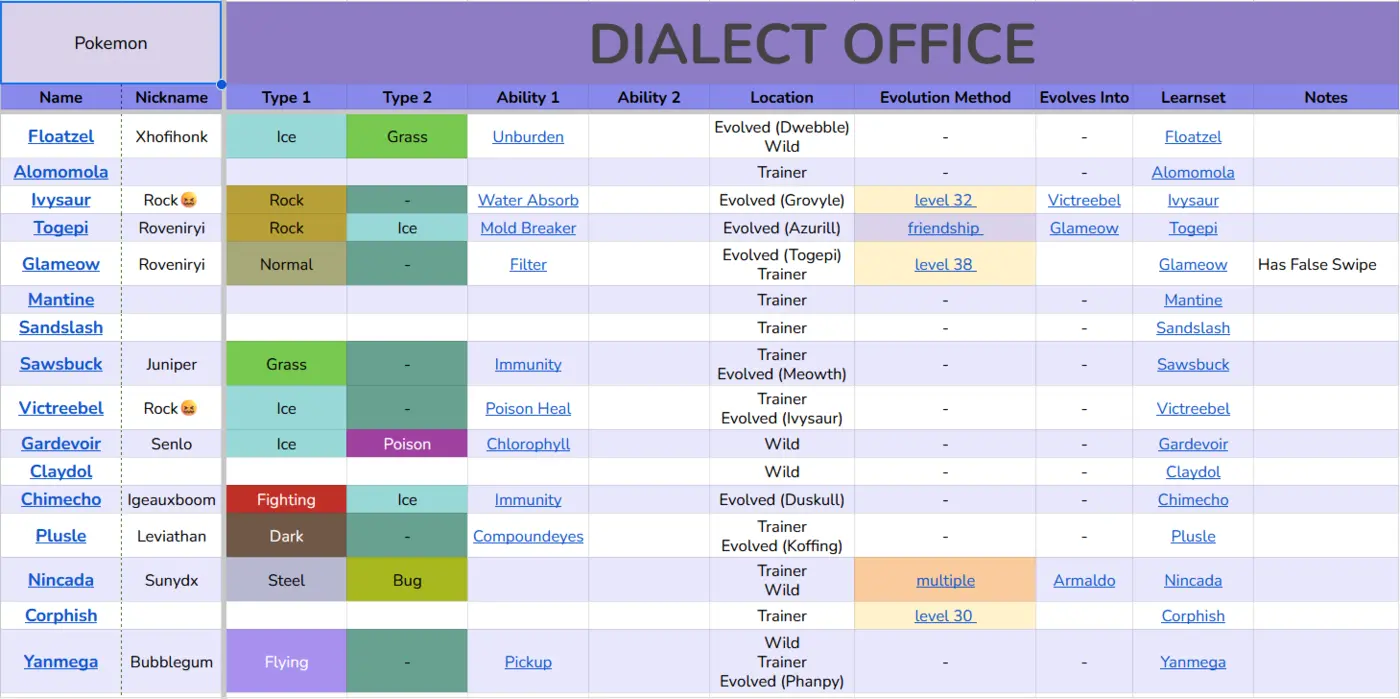 Pokemon
DIALECT OFFICE
Name Nickname Type 1 Type 2 Ability 1 Ability 2 Location Evolution Method Evolves Into Learnset Notes
Floatzel Xhofihonk Ice Grass Unburden Evolved (Dwebble) - - Floatzel
Wild
Alomomola Trainer - - Alomomola
Ivysaur Rock😖 Rock - Water Absorb Evolved (Grovyle) level 32 Victreebel Ivysaur
Togepi Roveniryi Rock Ice Mold Breaker Evolved (Azurill) friendship Glameow Togepi
Glameow Roveniryi Normal - Filter Evolved (Togepi) level 38 Glameow Has False Swipe
Trainer
Mantine Trainer - - Mantine
Sandslash Trainer - - Sandslash
Sawsbuck Juniper Grass - Immunity Trainer - - Sawsbuck
Evolved (Meowth)
Victreebel Rock😖 Ice - Poison Heal Trainer - - Victreebel
Evolved (Ivysaur)
Gardevoir Senlo Ice Poison Chlorophyll Wild - - Gardevoir
Claydol Wild - - Claydol
Chimecho Igeauxboom Fighting Ice Immunity Evolved (Duskull) - - Chimecho
Plusle Leviathan Dark - Compoundeyes Trainer - - Plusle
Evolved (Koffing)
Nincada Sunydx Steel Bug Trainer multiple Armaldo Nincada
Wild
Corphish Trainer level 30 Corphish
Yanmega Bubblegum Flying - Pickup Wild - - Yanmega
Trainer
Evolved (Phanpy)